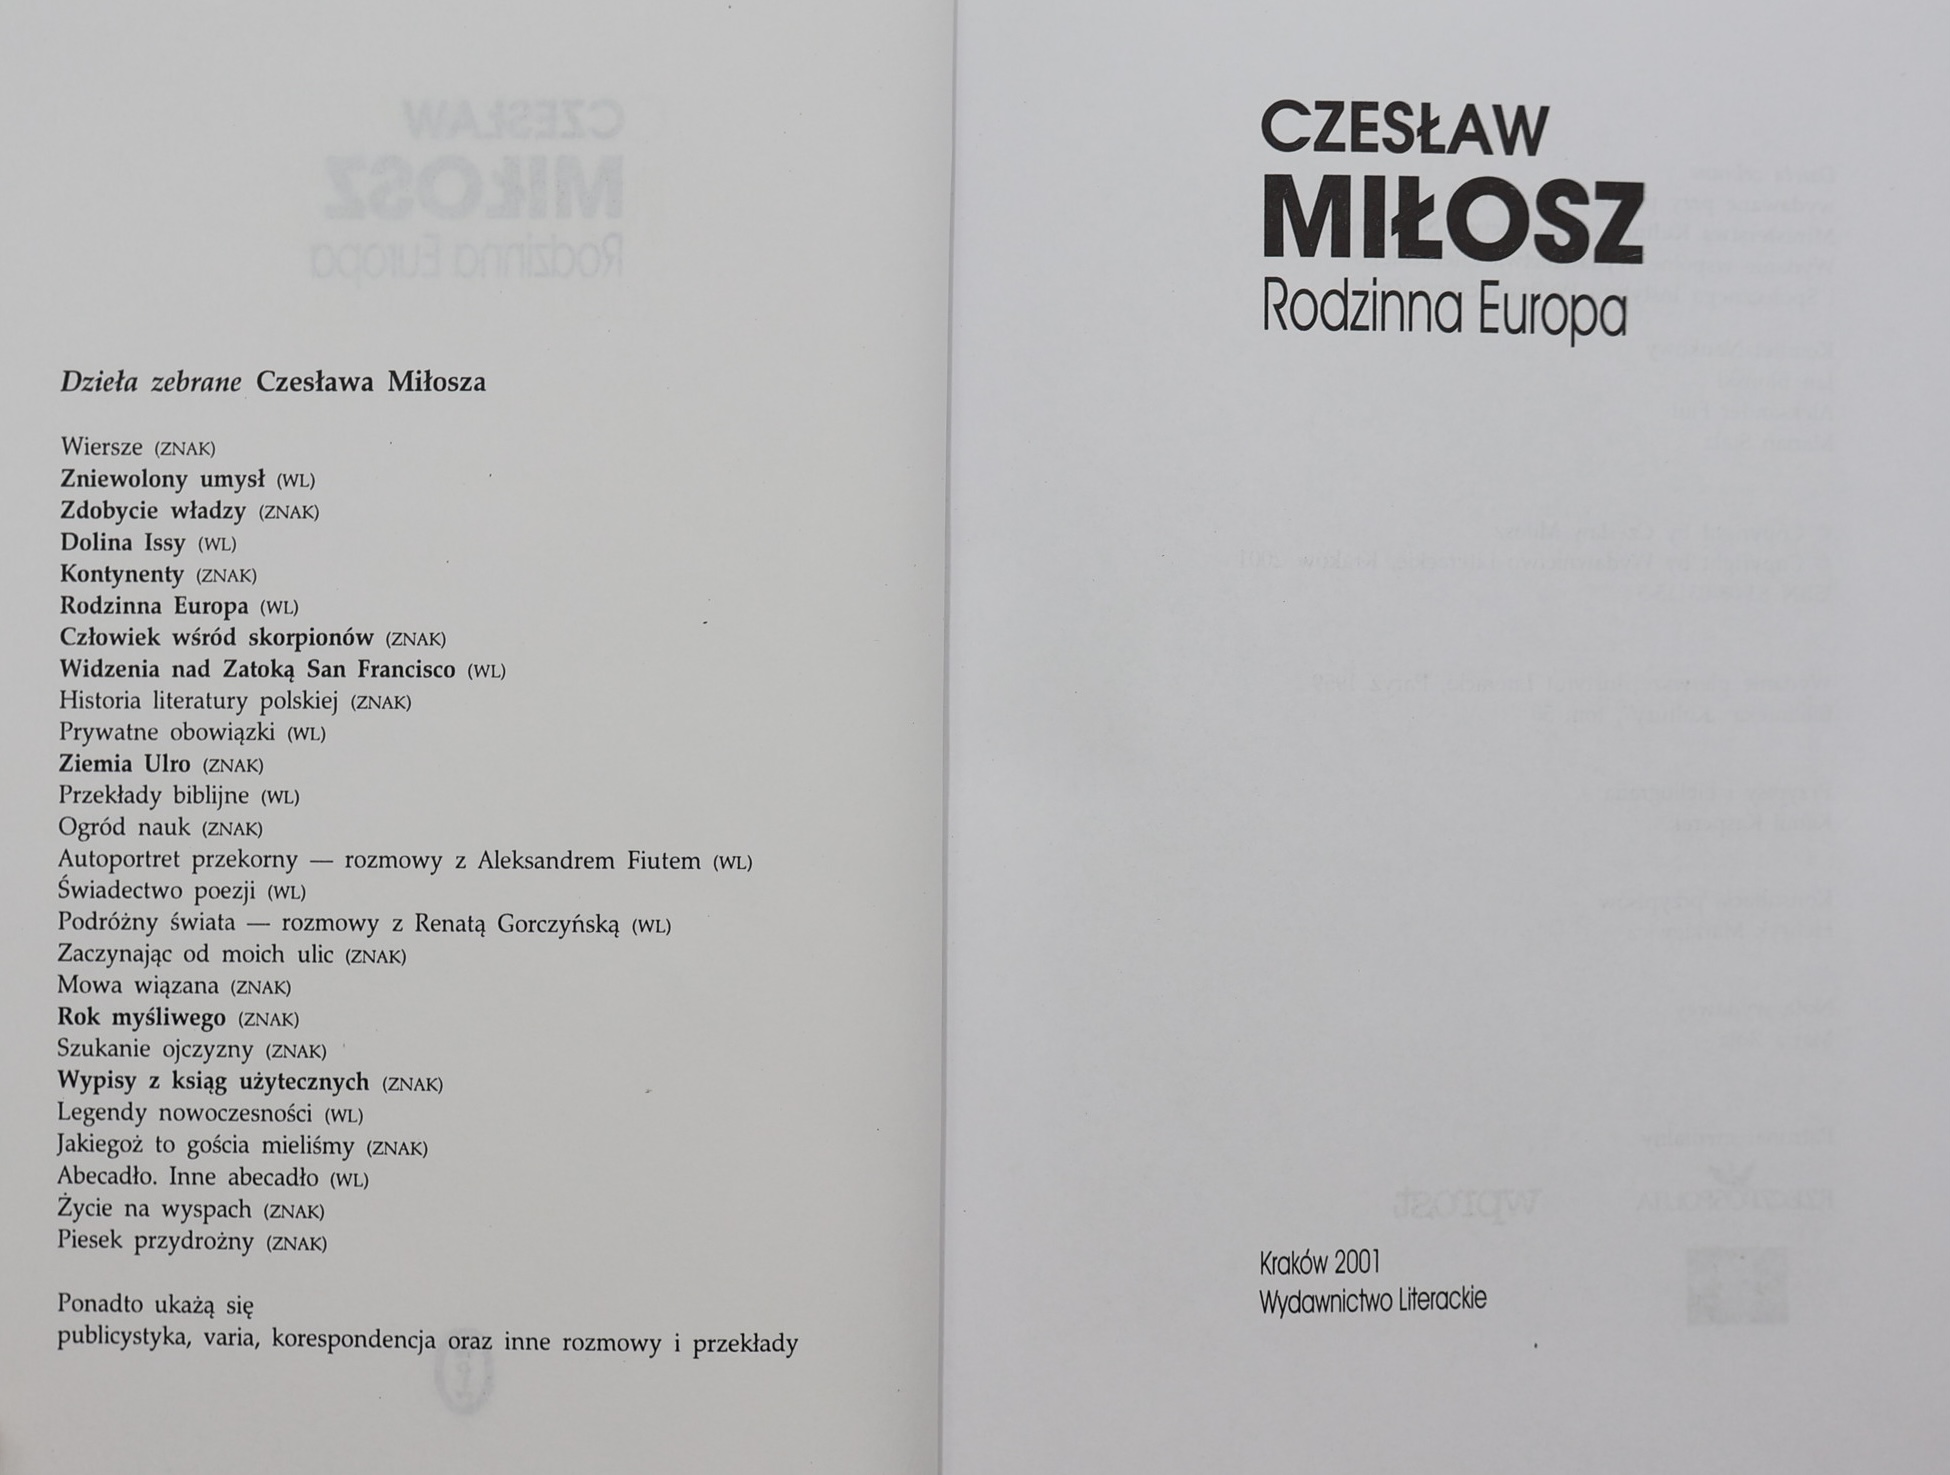 Dzieła zebrane Czesława Miłosza
Wiersze (ZNAK)
Zniewolony umysł (WL)
Zdobycie władzy (ZNAK)
Dolina Issy (WL)
Kontynenty (ZNAK)
Rodzinna Europa (WL)
Człowiek wśród skorpionów (ZNAK)
Widzenia nad Zatoką San Francisco (WL)
Historia literatury polskiej (ZNAK)
Prywatne obowiązki (WL)
Ziemia Ulro (ZNAK)
Przekłady biblijne (WL)
Ogród nauk (ZNAK)
Autoportret przekorny — rozmowy z Aleksandrem Fiutem (WL)
Świadectwo poezji (WL)
Podróżny świata — rozmowy z Renatą Gorczyńską (WL)
Zaczynając od moich ulic (ZNAK)
Mowa wiązana (ZNAK)
Rok myśliwego (ZNAK)
Szukanie ojczyzny (ZNAK)
Wypisy z ksiąg użytecznych (ZNAK)
Legendy nowoczesności (WL)
Jakiegoż to gościa mieliśmy (ZNAK)
Abecadło. Inne abecadło (WL)
Życie na wyspach (ZNAK)
Piesek przydrożny (ZNAK)
Ponadto ukażą się
publicystyka, varia, korespondencja oraz inne rozmowy i przekłady
CZESŁAW
MIŁOSZ
Rodzinna Europa
Kraków 2001
Wydawnictwo Literackie